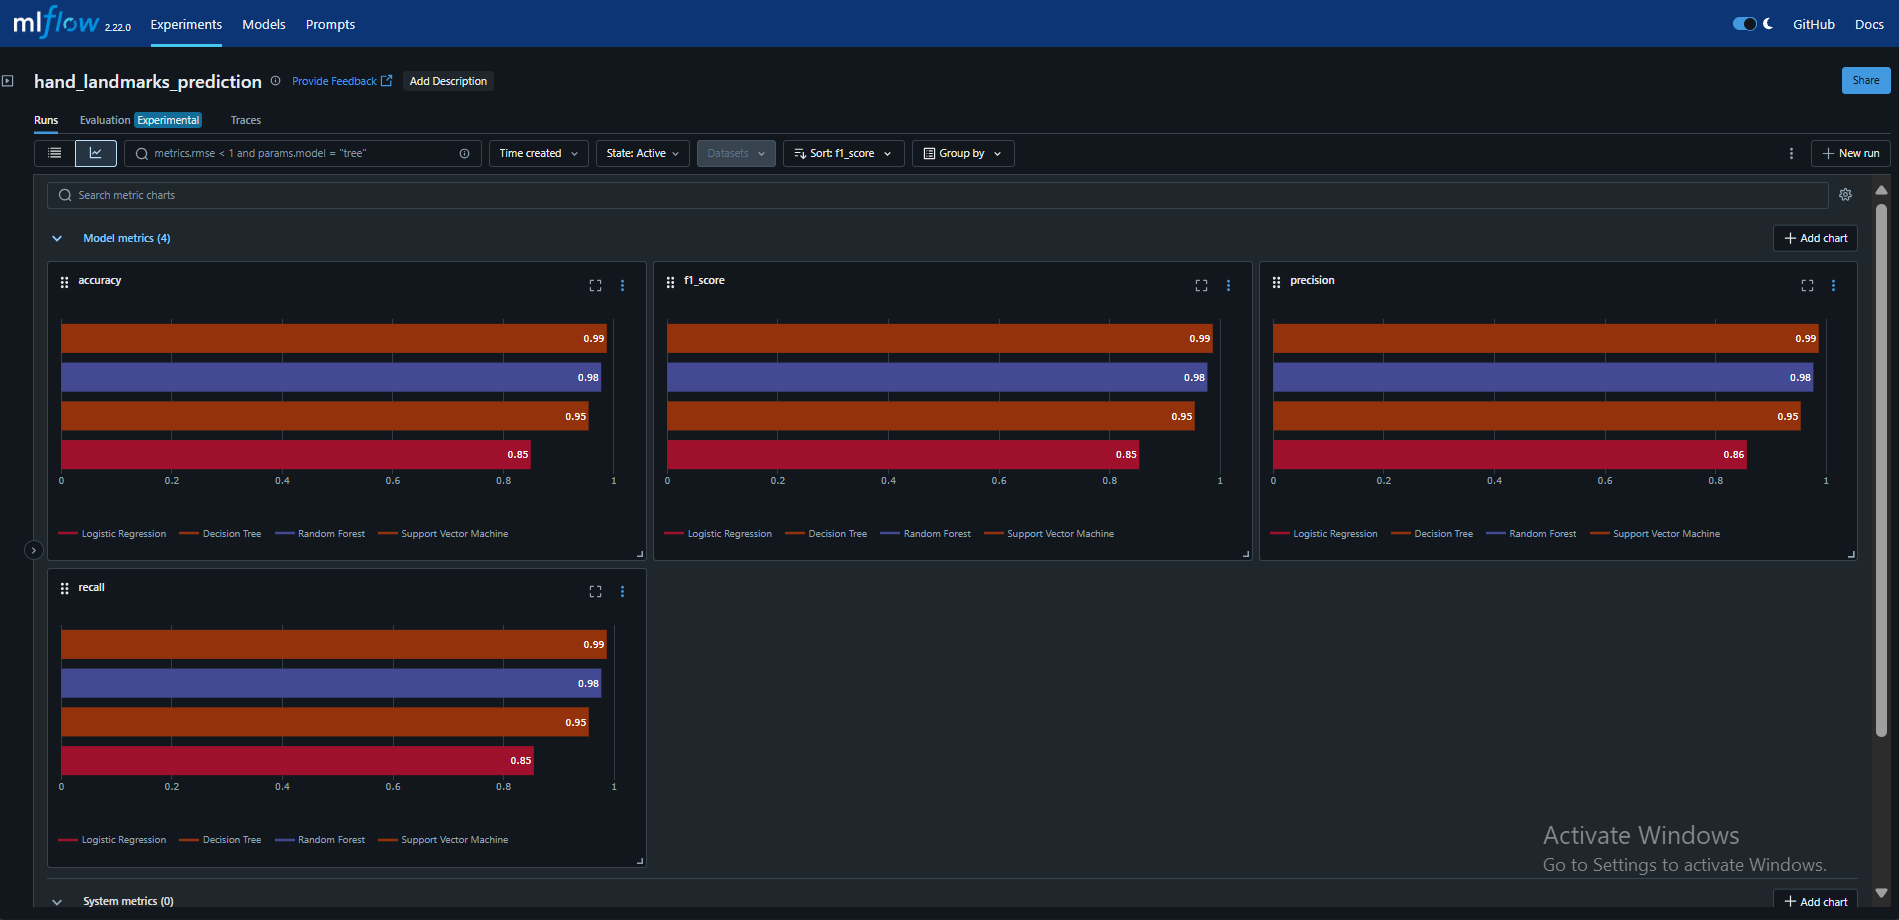 mlflow 2.22.0 Experiments Models Prompts GitHub Docs
hand_landmarks_prediction Provide Feedback Add Description Share
Runs Evaluation Experimental Traces
metrics.rmse < 1 and params.model = "tree" Time created State: Active Datasets Sort: f1_score Group by New run
Search metric charts
Model metrics (4) Add chart
accuracy
0.99
0.98
0.95
0.85
0 0.2 0.4 0.6 0.8 1
Logistic Regression Decision Tree Random Forest Support Vector Machine
f1_score
0.99
0.98
0.95
0.85
0 0.2 0.4 0.6 0.8 1
Logistic Regression Decision Tree Random Forest Support Vector Machine
precision
0.99
0.98
0.95
0.86
0 0.2 0.4 0.6 0.8 1
Logistic Regression Decision Tree Random Forest Support Vector Machine
recall
0.99
0.98
0.95
0.85
0 0.2 0.4 0.6 0.8 1
Logistic Regression Decision Tree Random Forest Support Vector Machine
Activate Windows
Go to Settings to activate Windows.
System metrics (0) Add chart